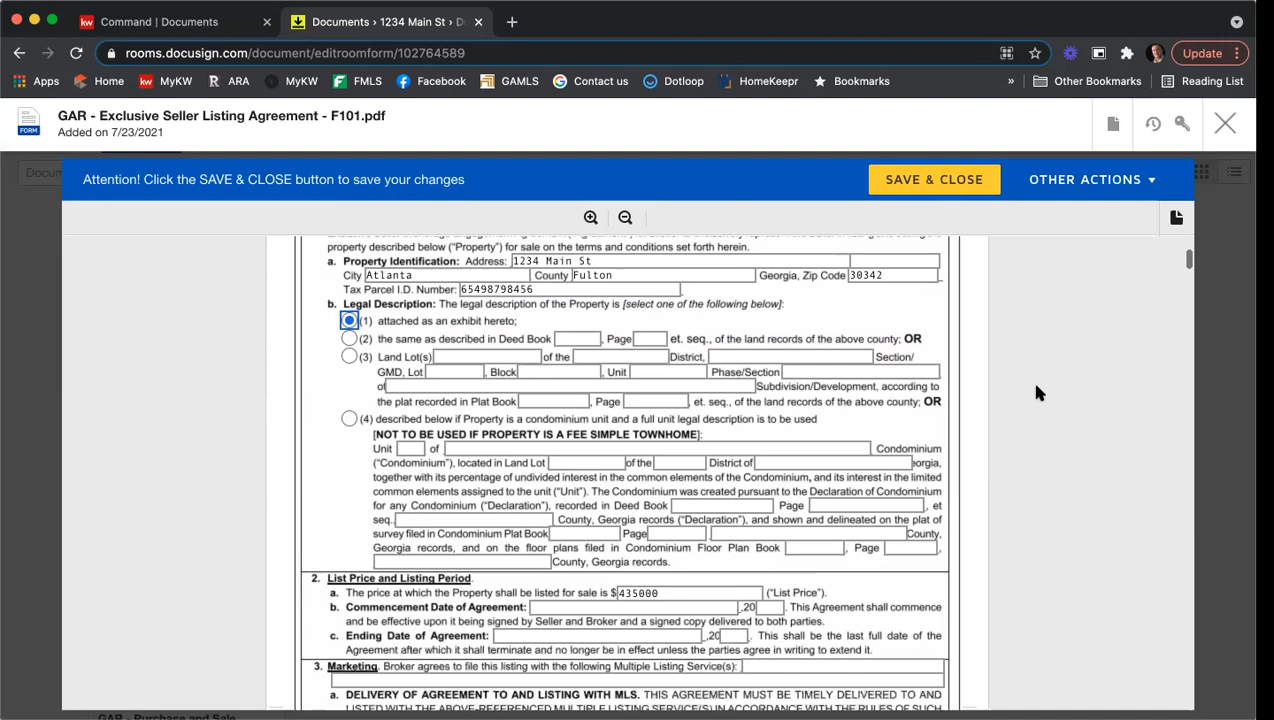 Command | Documents
Documents › 1234 Main St ›
rooms.docusign.com/document/editroomform/102764589
Update
Apps Home MyKW ARA MyKW FMLS Facebook GAMLS Contact us Dotloop HomeKeepr Bookmarks » Other Bookmarks Reading List
GAR - Exclusive Seller Listing Agreement - F101.pdf
FORM
Added on 7/23/2021
Attention! Click the SAVE & CLOSE button to save your changes
SAVE & CLOSE
OTHER ACTIONS
property described below ("Property") for sale on the terms and conditions set forth herein.
a. Property Identification: Address: 1234 Main St
City Atlanta County Fulton Georgia, Zip Code 30342
Tax Parcel I.D. Number: 65498798456
b. Legal Description: The legal description of the Property is [select one of the following below]:
(1) attached as an exhibit hereto;
(2) the same as described in Deed Book , Page et. seq., of the land records of the above county; OR
(3) Land Lot(s) of the District, Section/
GMD, Lot , Block , Unit Phase/Section
of Subdivision/Development, according to
the plat recorded in Plat Book , Page , et. seq., of the land records of the above county; OR
(4) described below if Property is a condominium unit and a full unit legal description is to be used
[NOT TO BE USED IF PROPERTY IS A FEE SIMPLE TOWNHOME]:
Unit of Condominium
("Condominium"), located in Land Lot of the District of eorgia,
together with its percentage of undivided interest in the common elements of the Condominium, and its interest in the limited
common elements assigned to the unit ("Unit"). The Condominium was created pursuant to the Declaration of Condominium
for any Condominium ("Declaration"), recorded in Deed Book Page , et
seq., County, Georgia records ("Declaration"), and shown and delineated on the plat of
survey filed in Condominium Plat Book Page , County,
Georgia records, and on the floor plans filed in Condominium Floor Plan Book , Page ,
County, Georgia records.
2. List Price and Listing Period.
a. The price at which the Property shall be listed for sale is $ 435000 ("List Price").
b. Commencement Date of Agreement: ,20 . This Agreement shall commence
and be effective upon it being signed by Seller and Broker and a signed copy delivered to both parties.
c. Ending Date of Agreement: ,20 . This shall be the last full date of the
Agreement after which it shall terminate and no longer be in effect unless the parties agree in writing to extend it.
3. Marketing. Broker agrees to file this listing with the following Multiple Listing Service(s):
a. DELIVERY OF AGREEMENT TO AND LISTING WITH MLS. THIS AGREEMENT MUST BE TIMELY DELIVERED TO AND
LISTED WITH THE ABOVE-REFERENCED MULTIPLE LISTING SERVICE(S) IN ACCORDANCE WITH THE RULES OF SUCH
GAR - Purchase and Sale